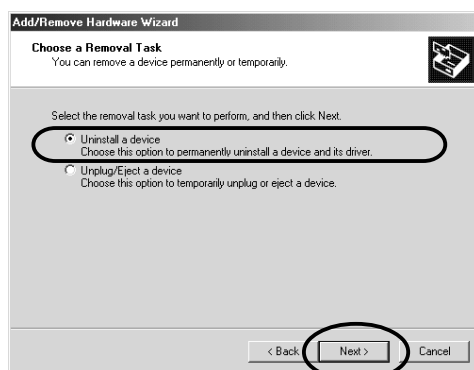 Add/Remove Hardware Wizard
Choose a Removal Task
You can remove a device permanently or temporarily.
Select the removal task you want to perform, and then click Next.
Uninstall a device
Choose this option to permanently uninstall a device and its driver.
Unplug/Eject a device
Choose this option to temporarily unplug or eject a device.
< Back Next > Cancel